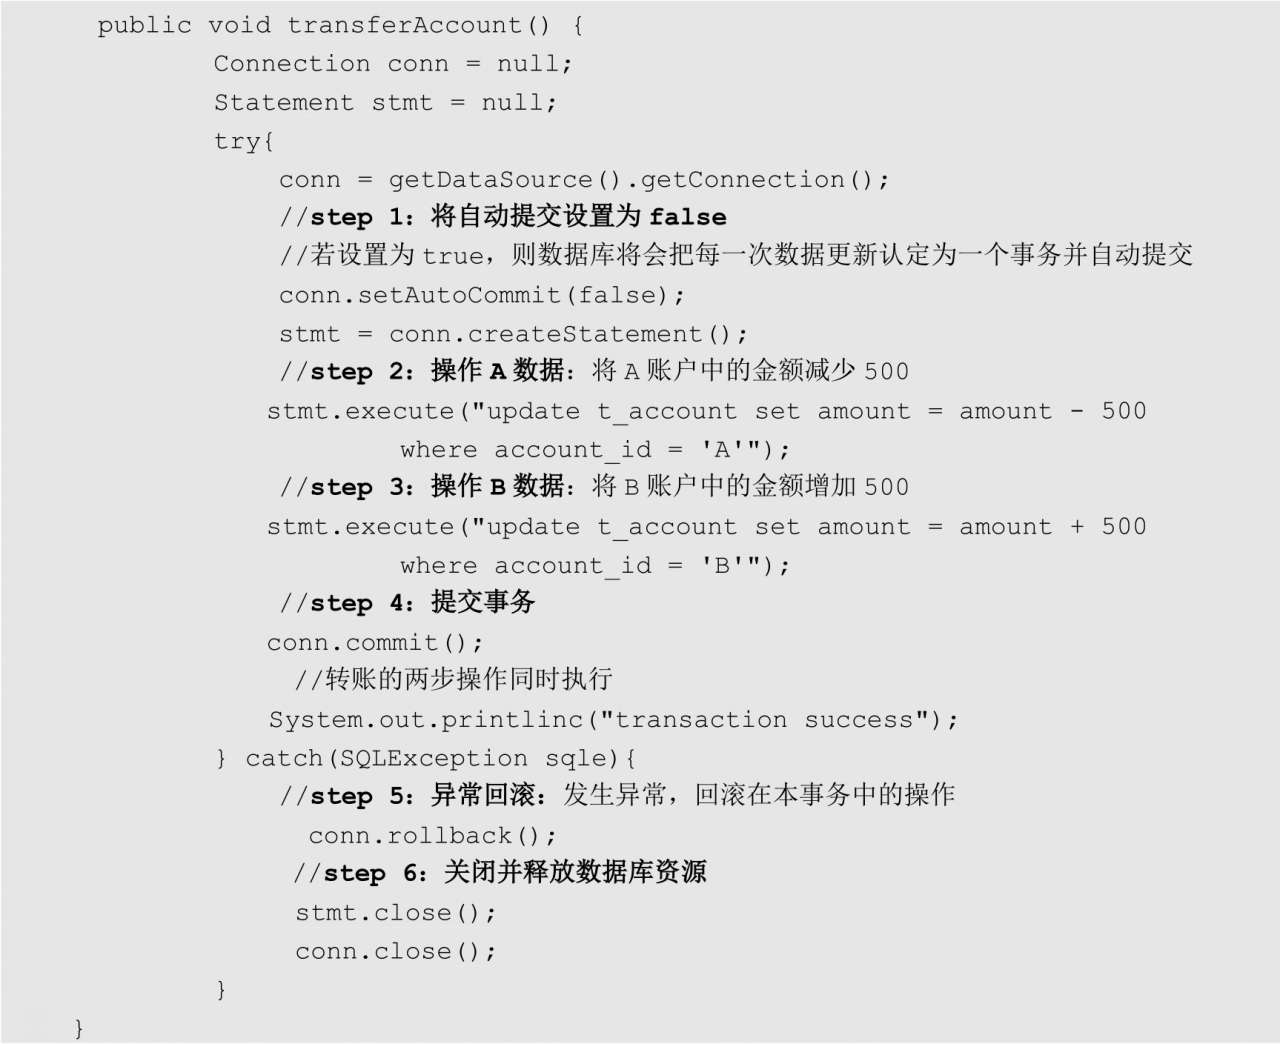 public void transferAccount() {
Connection conn = null;
Statement stmt = null;
try{
conn = getDataSource().getConnection();
//step 1：将自动提交设置为 false
//若设置为 true，则数据库将会把每一次数据更新认定为一个事务并自动提交
conn.setAutoCommit(false);
stmt = conn.createStatement();
//step 2：操作 A 数据：将 A 账户中的金额减少 500
stmt.execute("update t_account set amount = amount - 500
where account_id = 'A'");
//step 3：操作 B 数据：将 B 账户中的金额增加 500
stmt.execute("update t_account set amount = amount + 500
where account_id = 'B'");
//step 4：提交事务
conn.commit();
//转账的两步操作同时执行
System.out.printlinc("transaction success");
} catch(SQLException sqle){
//step 5：异常回滚：发生异常，回滚在本事务中的操作
conn.rollback();
//step 6：关闭并释放数据库资源
stmt.close();
conn.close();
}
}